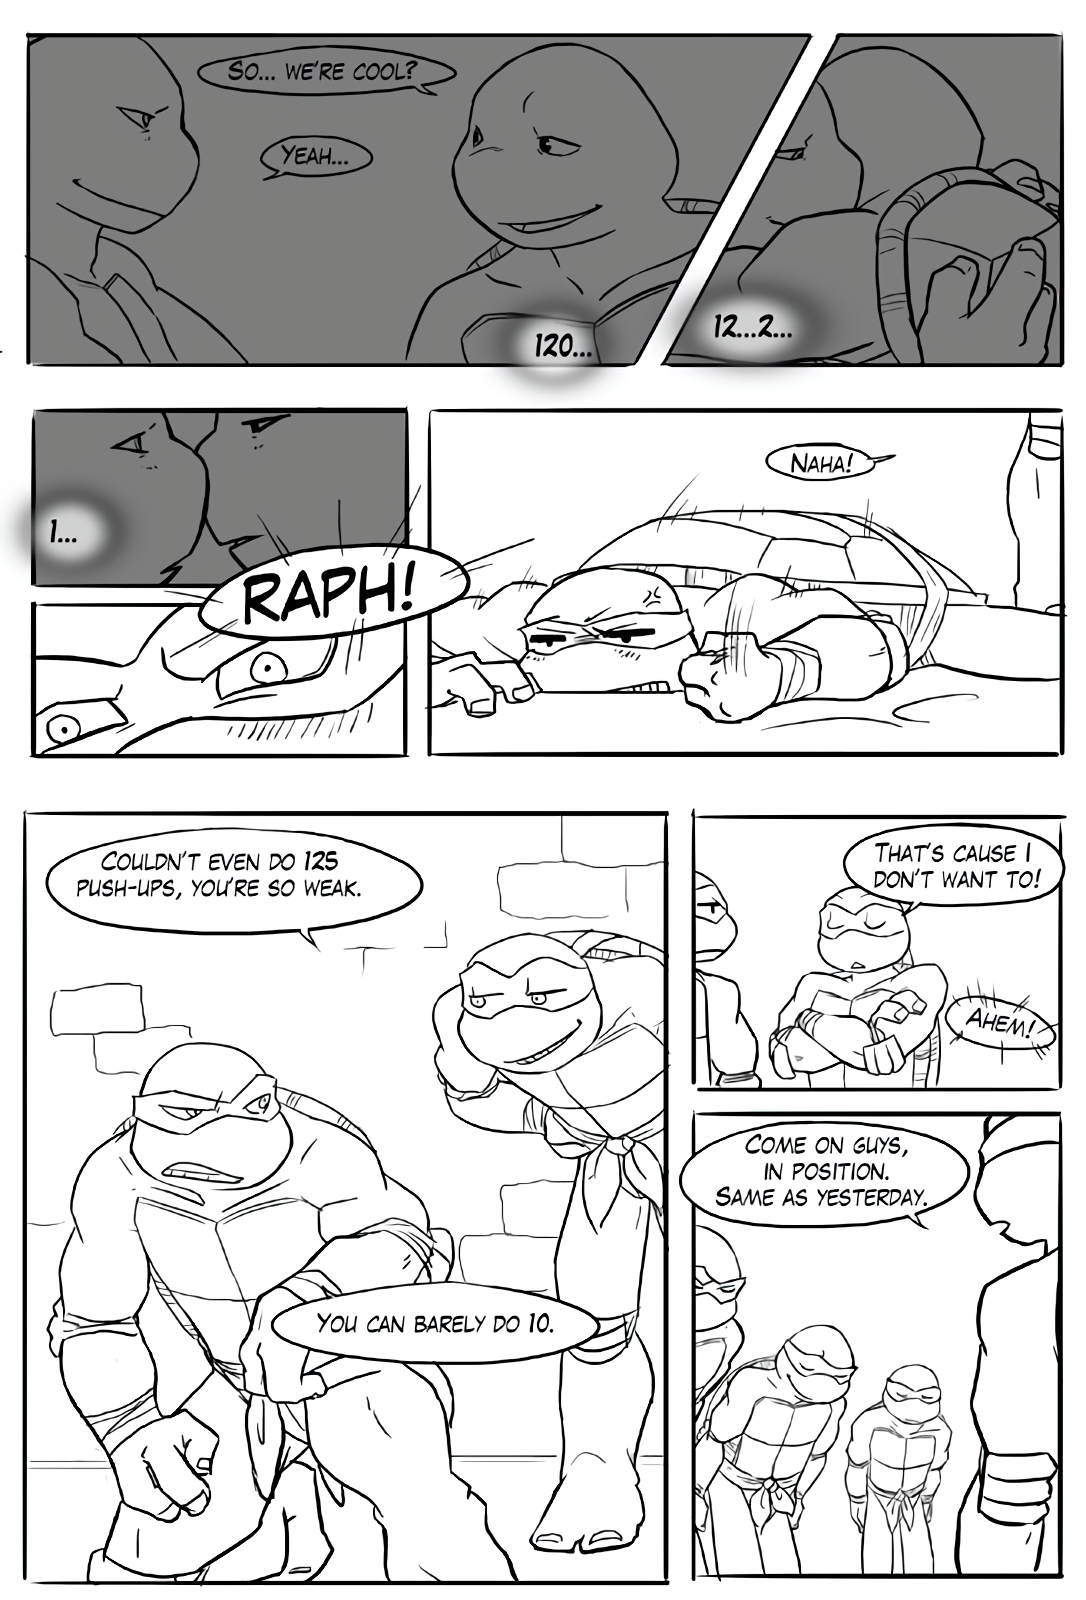 SO... WE'RE COOL?
YEAH...
120...
12...2...
1...
RAPH!
NAHA!
COULDN'T EVEN DO 125
PUSH-UPS, YOU'RE SO WEAK.
YOU CAN BARELY DO 10.
THAT'S CAUSE I
DON'T WANT TO!
AHEM!
COME ON GUYS,
IN POSITION.
SAME AS YESTERDAY.